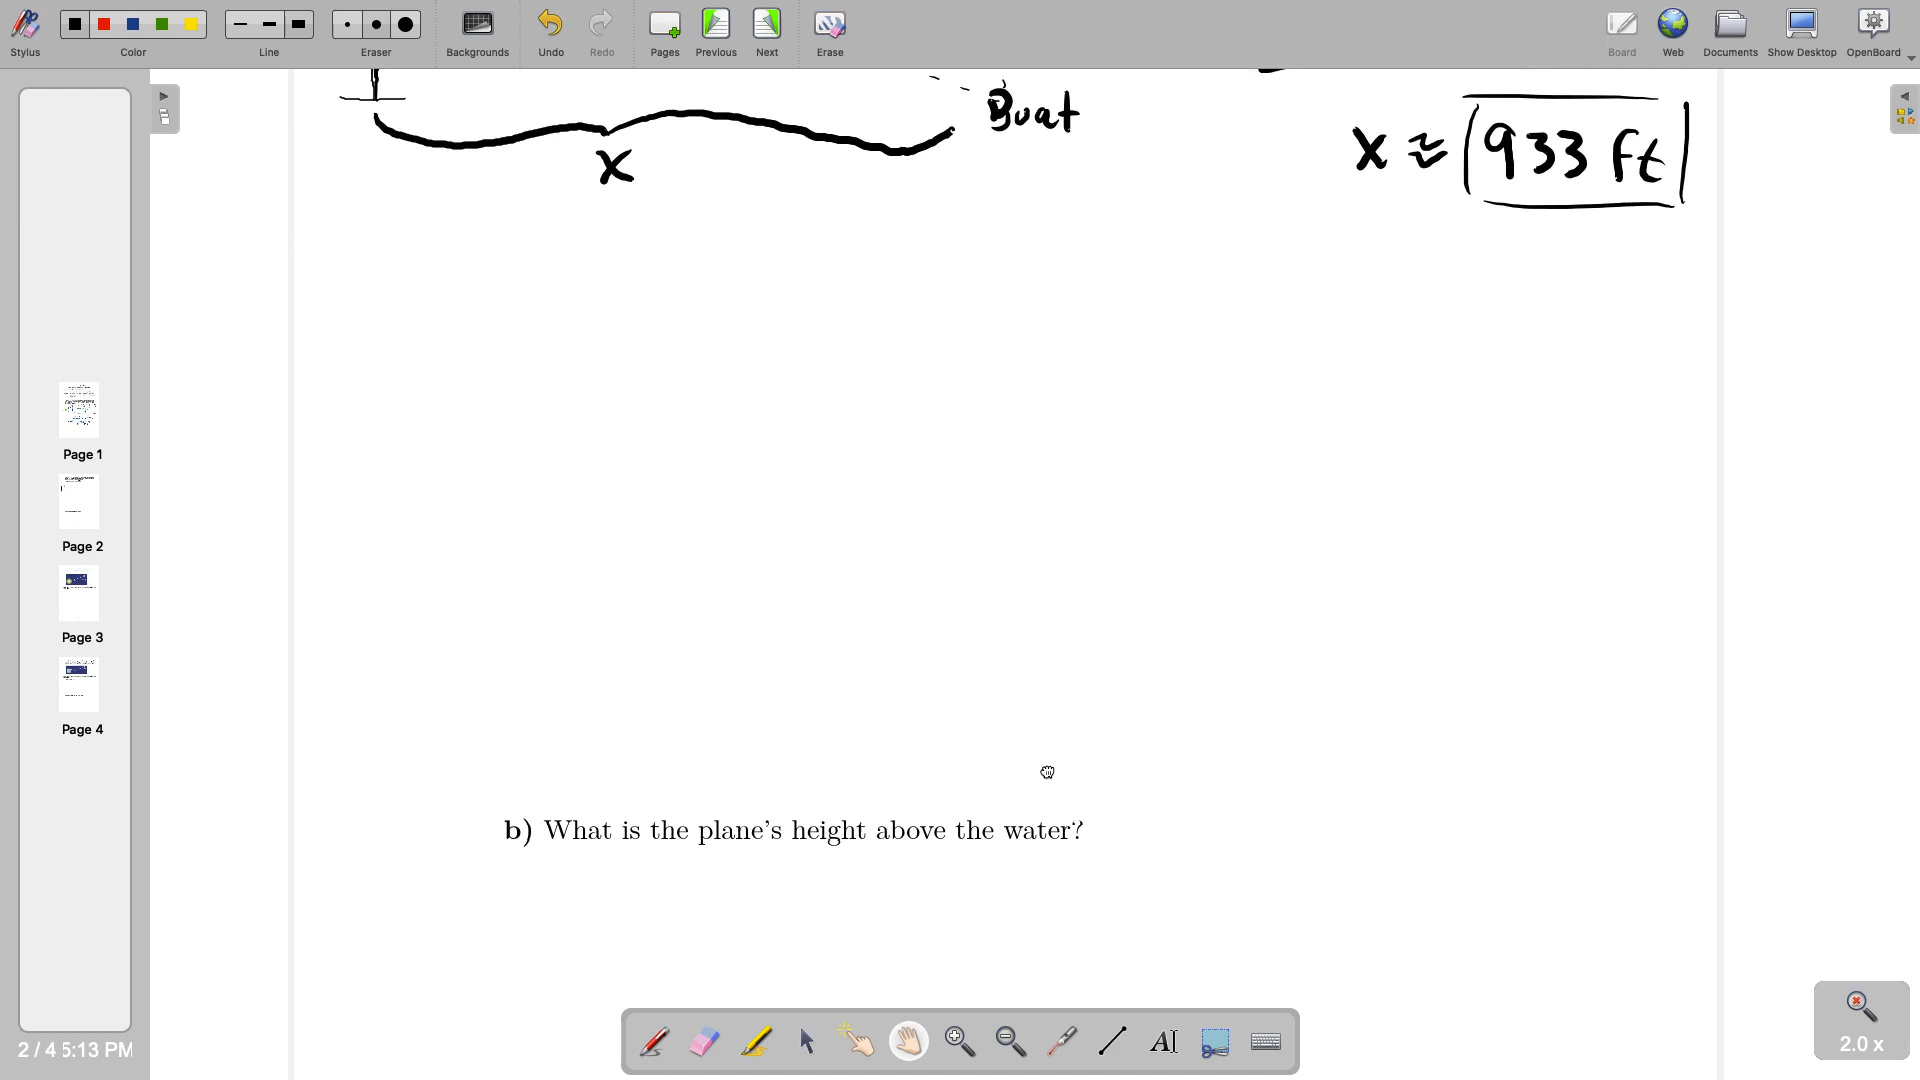 Stylus Color Line Eraser Backgrounds Undo Redo Pages Previous Next Erase Board Web Documents Show Desktop OpenBoard
Boat
x
x ≈ 933 ft
Page 1
Page 2
Page 3
Page 4
b) What is the plane's height above the water?
2 / 4 5:13 PM
2.0 x